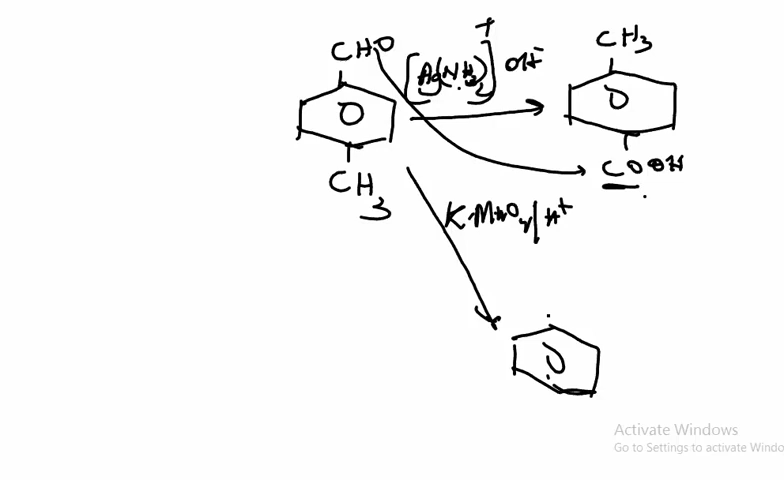 CHO
[Ag(NH3)2]+ OH-
CH3
COOH
CH3
KMnO4/H+
Activate Windows
Go to Settings to activate Windo